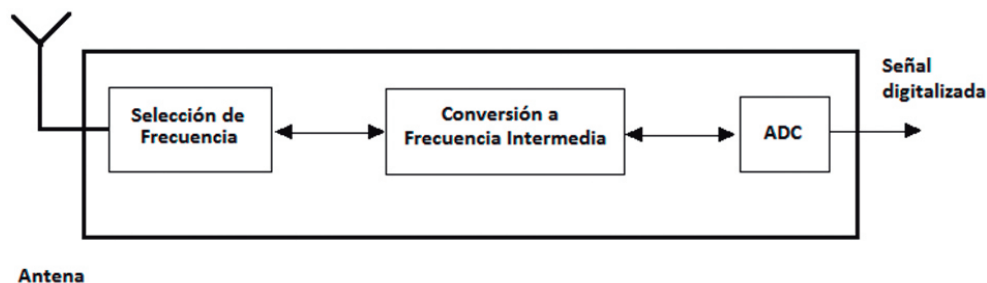 Señal
digitalizada
Selección de
Frecuencia
Conversión a
Frecuencia Intermedia
ADC
Antena